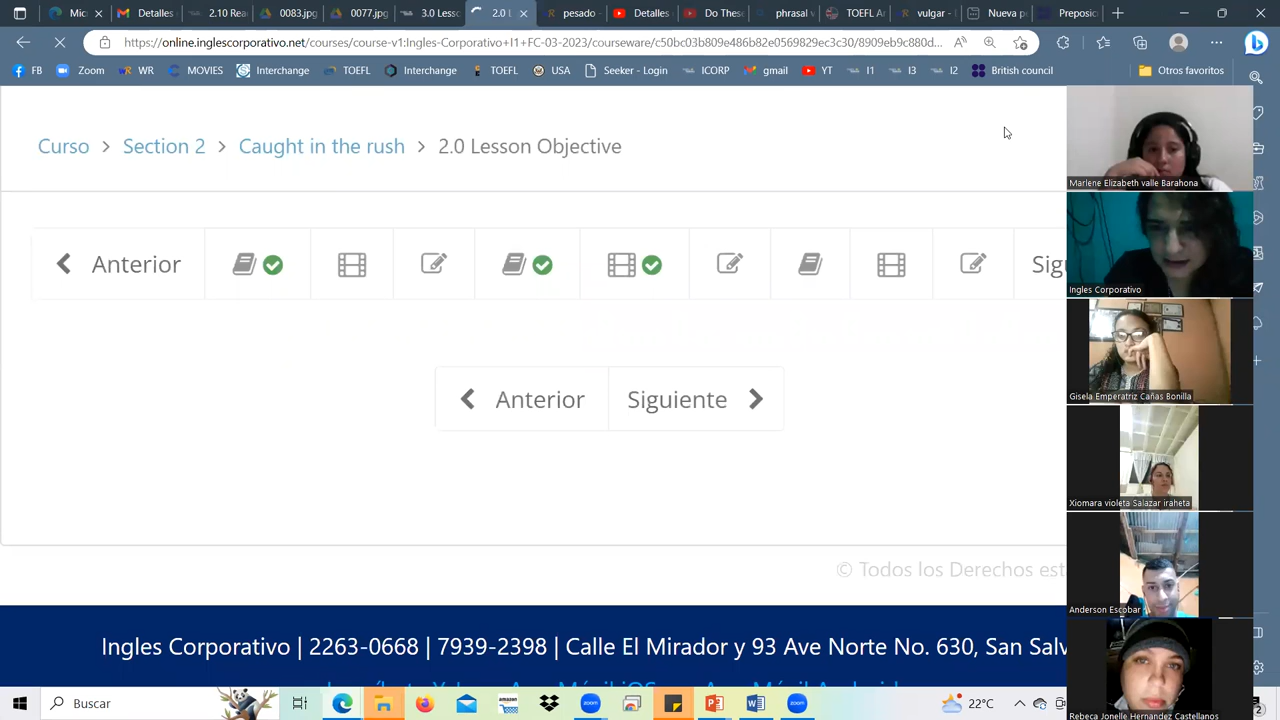 Mic
2.10 Rea
0083.jpg
0077.jpg
3.0 Lesso
2.0 L
pesado
Detalles
Do Thes
phrasal v
TOEFL Ar
vulgar -
Nueva p
Preposic
https://online.inglescorporativo.net/courses/course-v1:Ingles-Corporativo+I1+FC-03-2023/courseware/c50bc03b809e486b82e0569829ec3c30/8909eb9c880d...
FB
Zoom
WR
MOVIES
Interchange
TOEFL
Interchange
TOEFL
USA
Seeker - Login
ICORP
gmail
YT
I1
I3
I2
British council
Otros favoritos
Curso > Section 2 > Caught in the rush > 2.0 Lesson Objective
Anterior
Sigu
Anterior
Siguiente
© Todos los Derechos est
Ingles Corporativo | 2263-0668 | 7939-2398 | Calle El Mirador y 93 Ave Norte No. 630, San Salv
Marlene Elizabeth valle Barahona
Ingles Corporativo
Gisela Emperatriz Cañas Bonilla
Xiomara violeta Salazar iraheta
Anderson Escobar
Rebeca Jonelle Hernandez Castellanos
Buscar
22°C